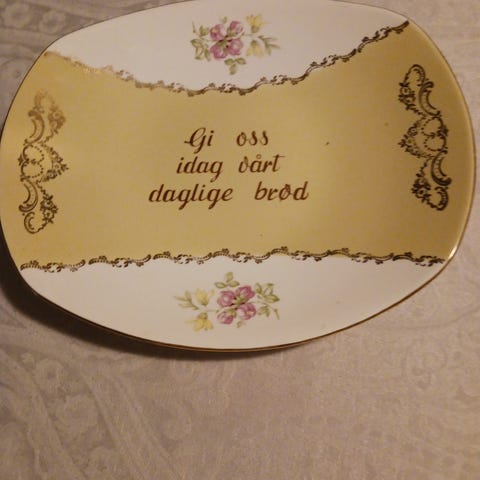 Gi oss
idag vårt
daglige brød